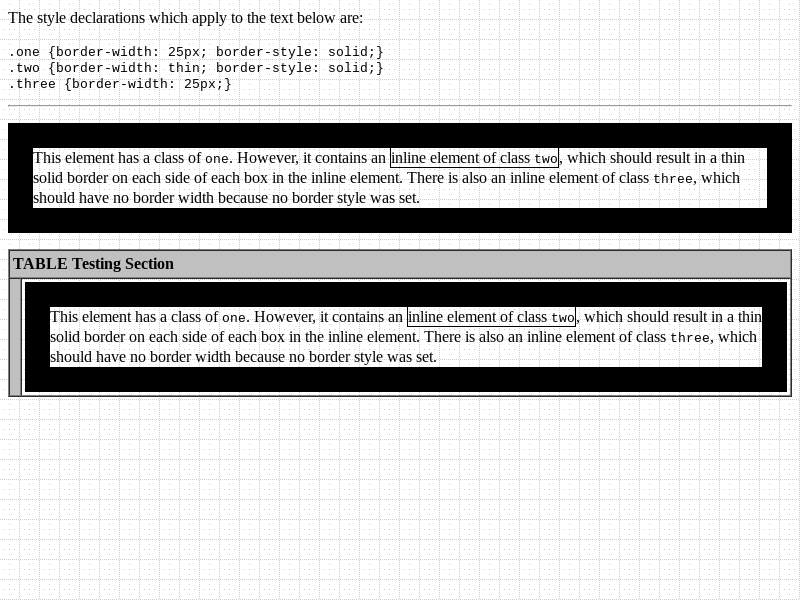 The style declarations which apply to the text below are:
.one {border-width: 25px; border-style: solid;}
.two {border-width: thin; border-style: solid;}
.three {border-width: 25px;}
This element has a class of one. However, it contains an inline element of class two, which should result in a thin
solid border on each side of each box in the inline element. There is also an inline element of class three, which
should have no border width because no border style was set.
TABLE Testing Section
This element has a class of one. However, it contains an inline element of class two, which should result in a thin
solid border on each side of each box in the inline element. There is also an inline element of class three, which
should have no border width because no border style was set.